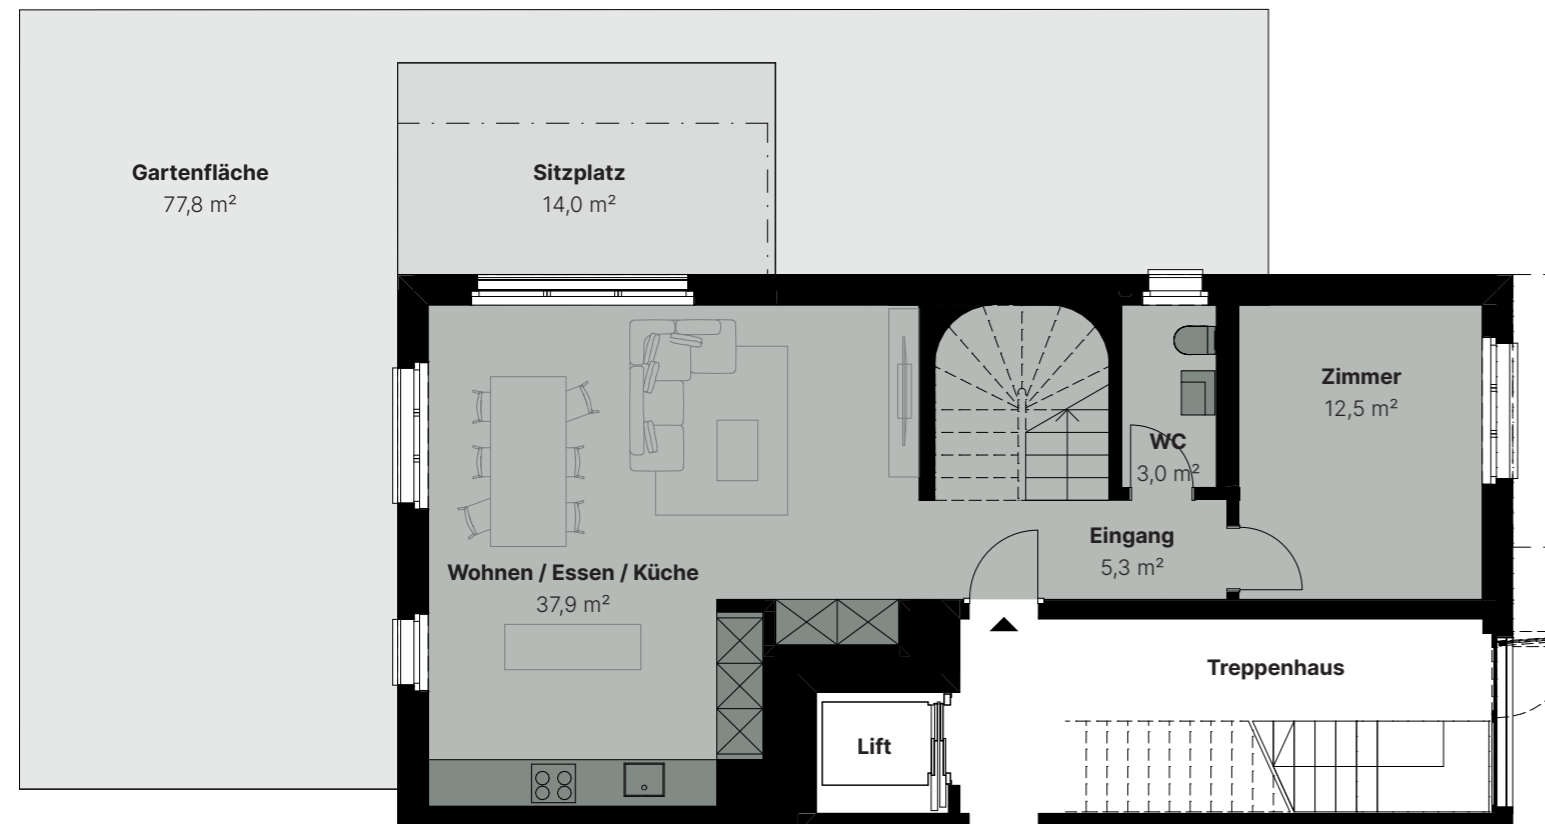 Gartenfläche
77,8 m²
Sitzplatz
14,0 m²
Zimmer
12,5 m²
WC
3,0 m²
Eingang
5,3 m²
Wohnen / Essen / Küche
37,9 m²
Treppenhaus
Lift